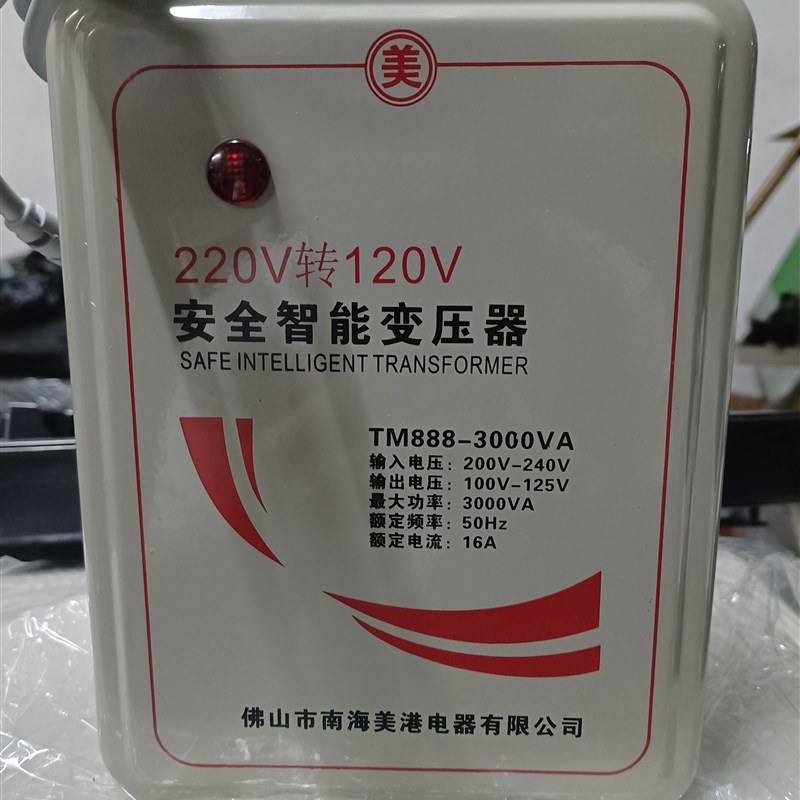 美
220V转120V
安全智能变压器
SAFE INTELLIGENT TRANSFORMER
TM888-3000VA
输入电压：200V-240V
输出电压：100V-125V
最大功率：3000VA
额定频率：50Hz
额定电流：16A
佛山市南海美港电器有限公司